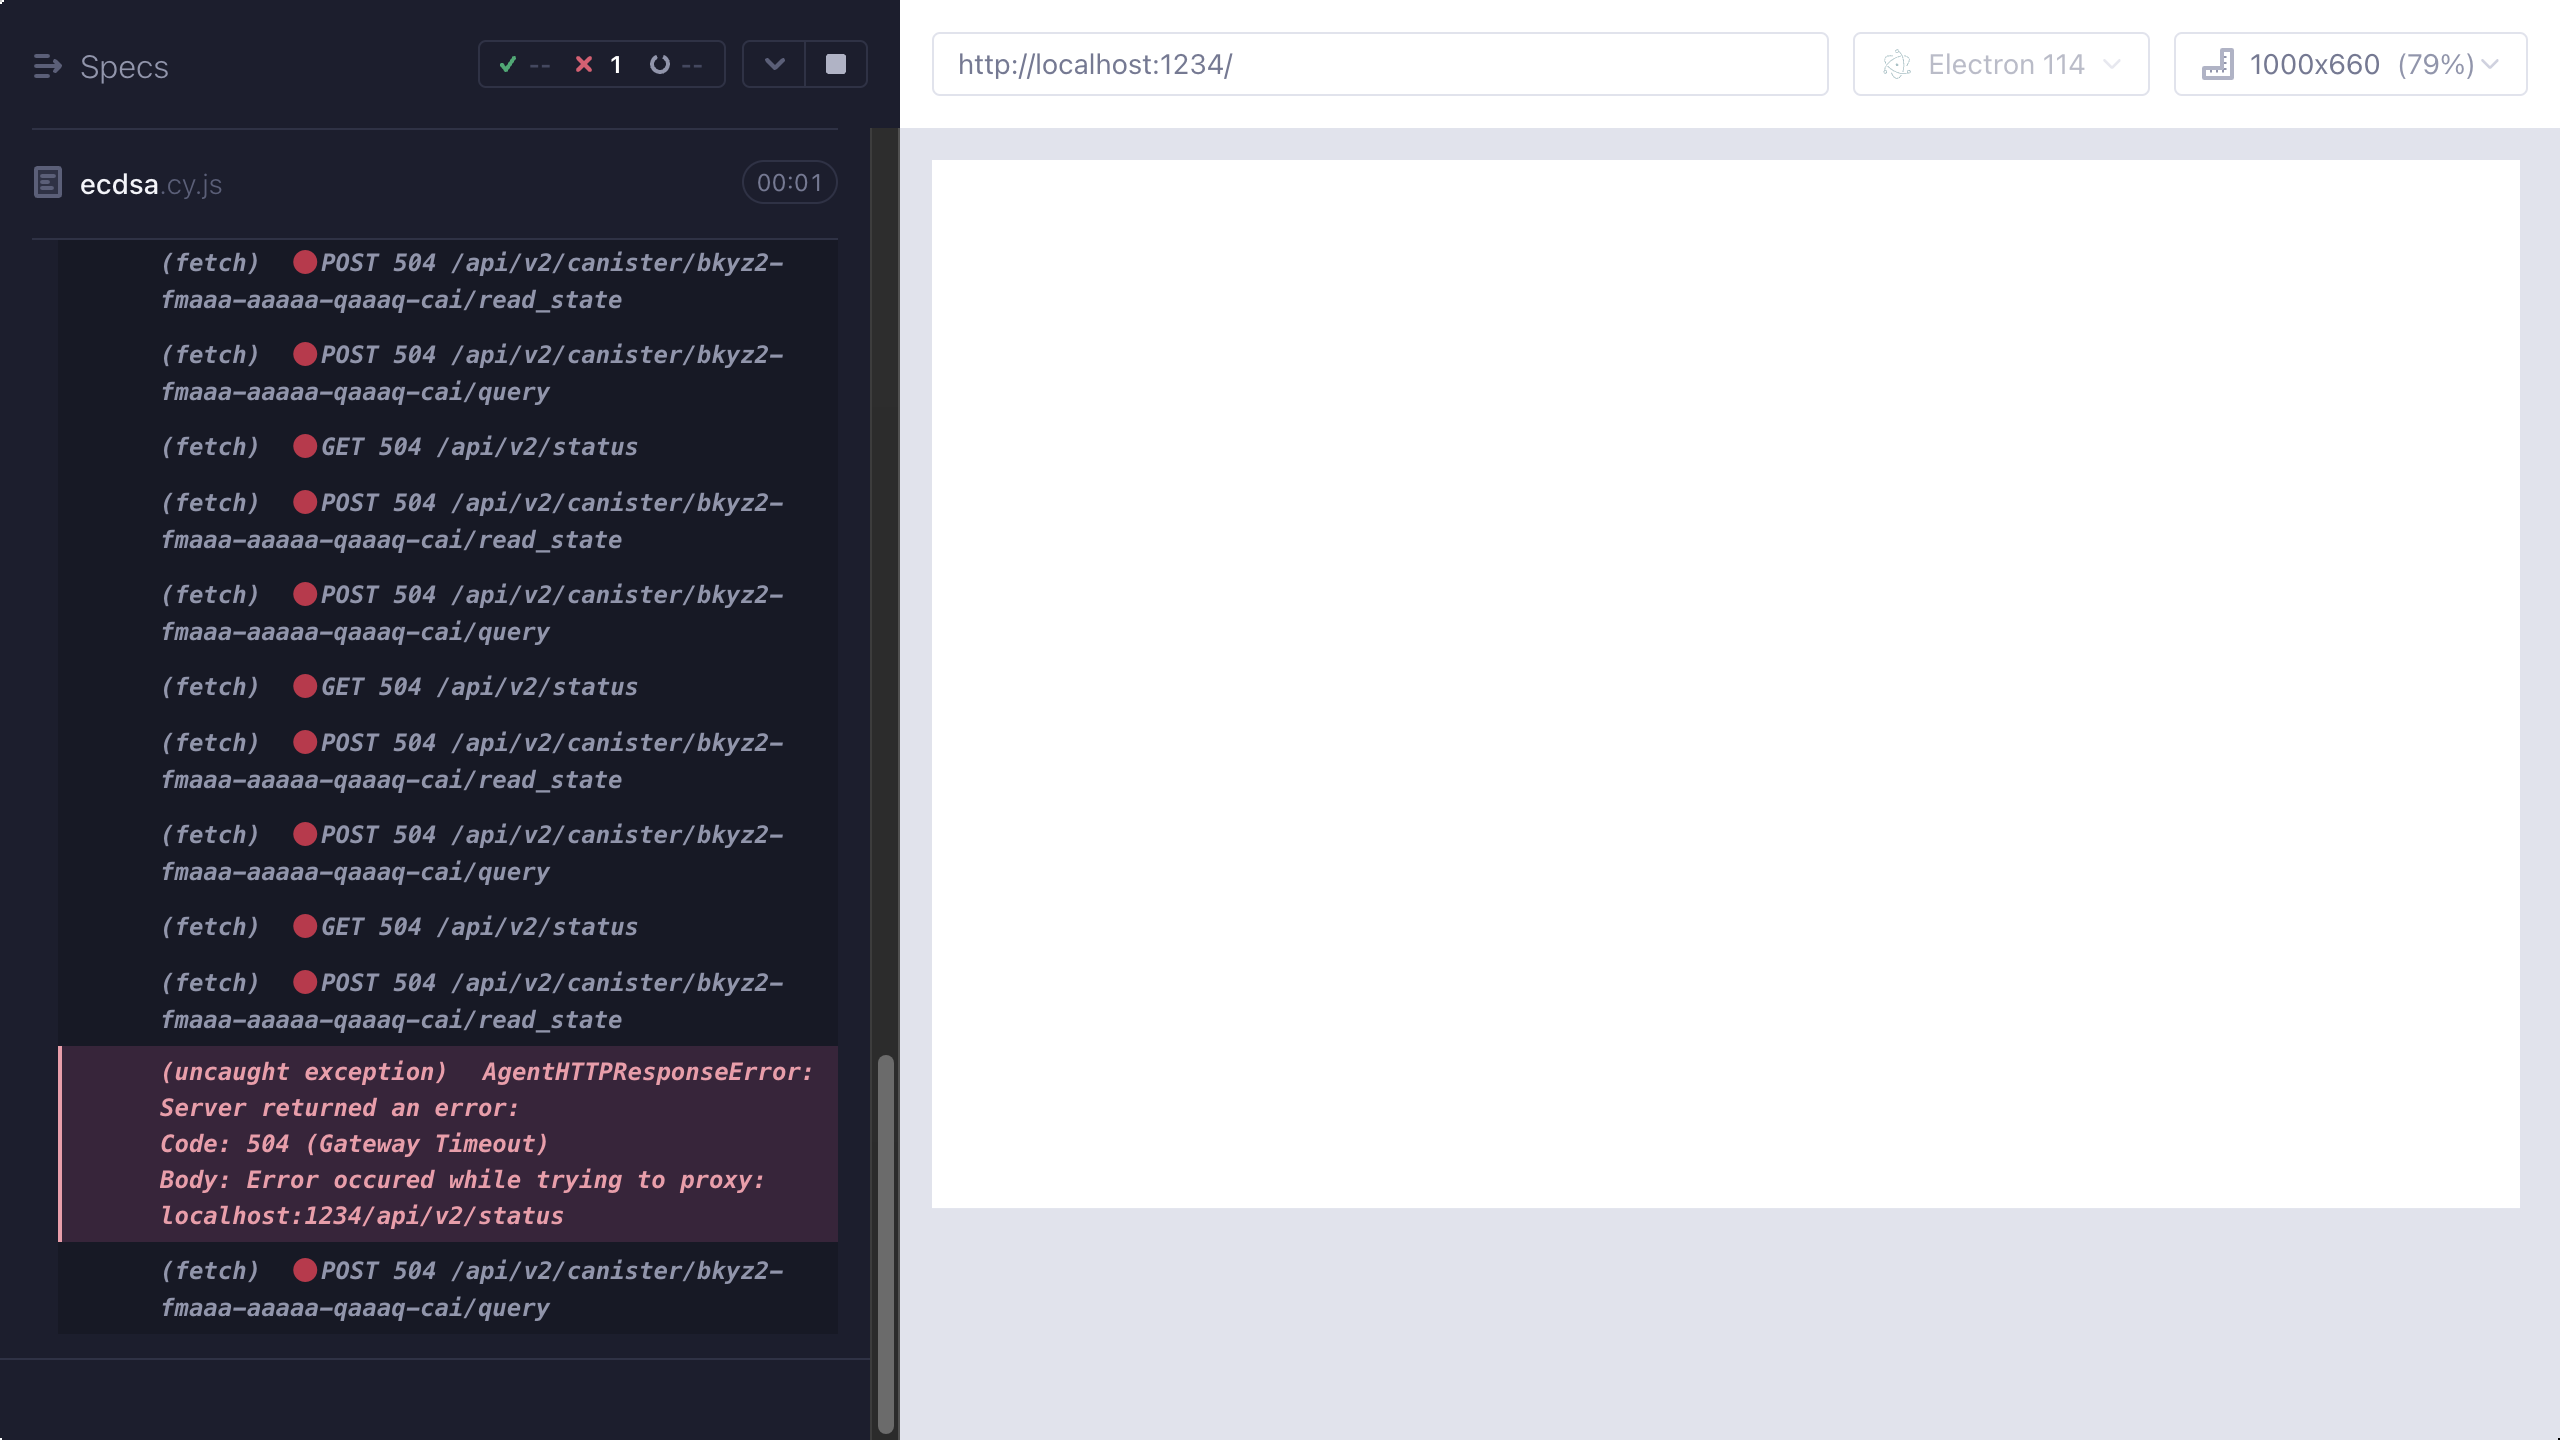 Specs
-- 1 --
http://localhost:1234/
Electron 114
1000x660 (79%)
ecdsa.cy.js
00:01
(fetch) POST 504 /api/v2/canister/bkyz2-
fmaaa-aaaaa-qaaaq-cai/read_state
(fetch) POST 504 /api/v2/canister/bkyz2-
fmaaa-aaaaa-qaaaq-cai/query
(fetch) GET 504 /api/v2/status
(fetch) POST 504 /api/v2/canister/bkyz2-
fmaaa-aaaaa-qaaaq-cai/read_state
(fetch) POST 504 /api/v2/canister/bkyz2-
fmaaa-aaaaa-qaaaq-cai/query
(fetch) GET 504 /api/v2/status
(fetch) POST 504 /api/v2/canister/bkyz2-
fmaaa-aaaaa-qaaaq-cai/read_state
(fetch) POST 504 /api/v2/canister/bkyz2-
fmaaa-aaaaa-qaaaq-cai/query
(fetch) GET 504 /api/v2/status
(fetch) POST 504 /api/v2/canister/bkyz2-
fmaaa-aaaaa-qaaaq-cai/read_state
(uncaught exception) AgentHTTPResponseError:
Server returned an error:
Code: 504 (Gateway Timeout)
Body: Error occured while trying to proxy:
localhost:1234/api/v2/status
(fetch) POST 504 /api/v2/canister/bkyz2-
fmaaa-aaaaa-qaaaq-cai/query